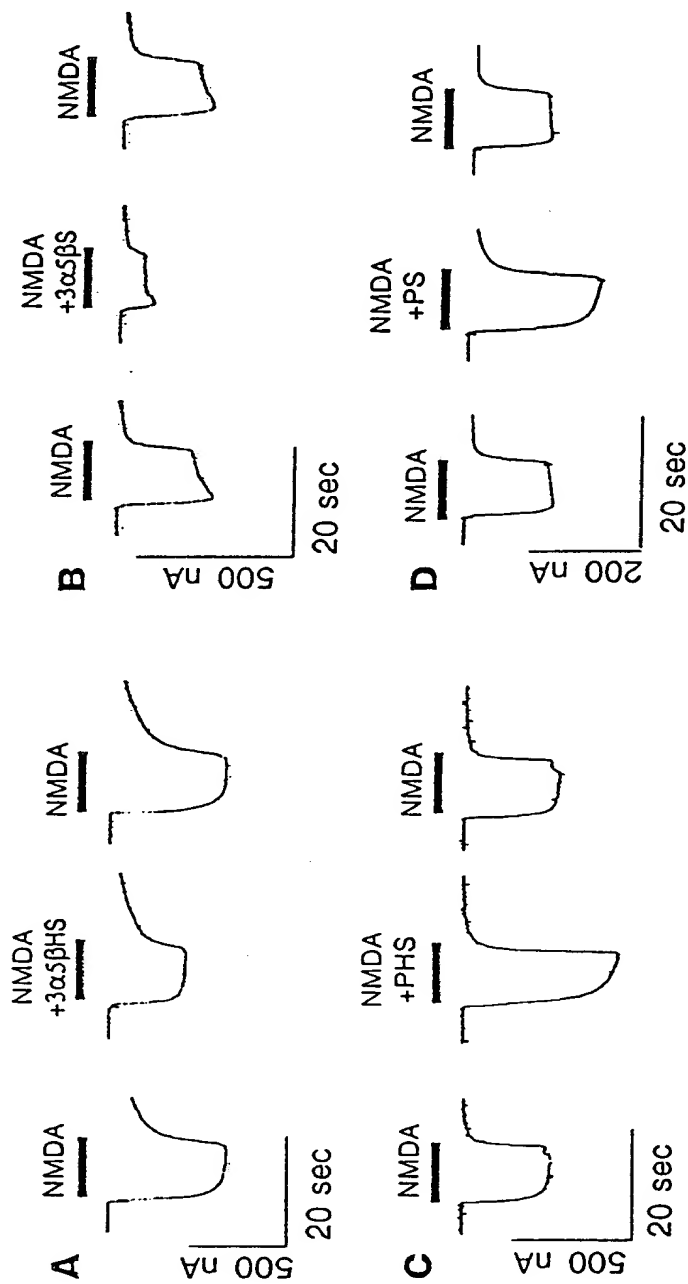 A
NMDA
NMDA
+3α5βHS
NMDA
500 nA
20 sec
B
NMDA
NMDA
+3α5βS
NMDA
500 nA
20 sec
C
NMDA
NMDA
+PHS
NMDA
500 nA
20 sec
D
NMDA
NMDA
+PS
NMDA
200 nA
20 sec